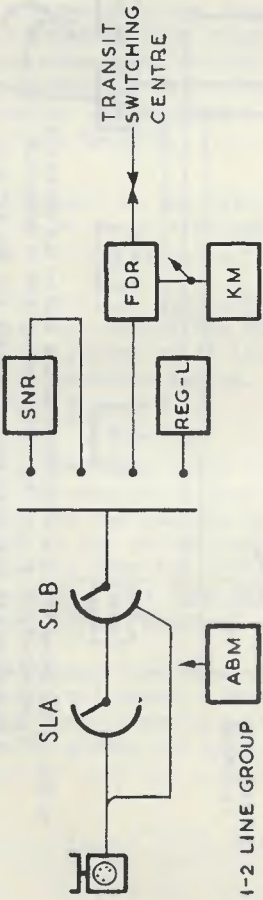 SLA
SLB
ABM
1-2 LINE GROUP
SNR
REG-L
FDR
KM
TRANSIT
SWITCHING
CENTRE